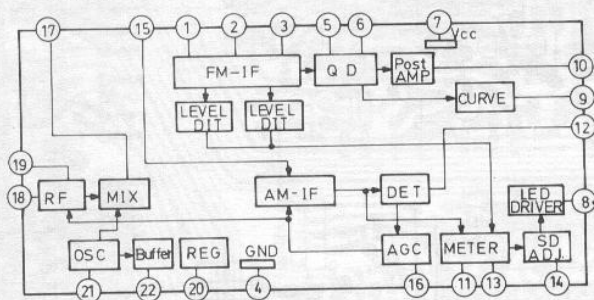 17 15 1 2 3 5 6 7
Vcc
FM-IF QD Post AMP 10
LEVEL DIT LEVEL DIT CURVE 9
12
19
18 RF MIX AM-IF DET LED DRIVER 8
OSC Buffer REG GND AGC METER SD ADJ.
21 22 20 4 16 11 13 14